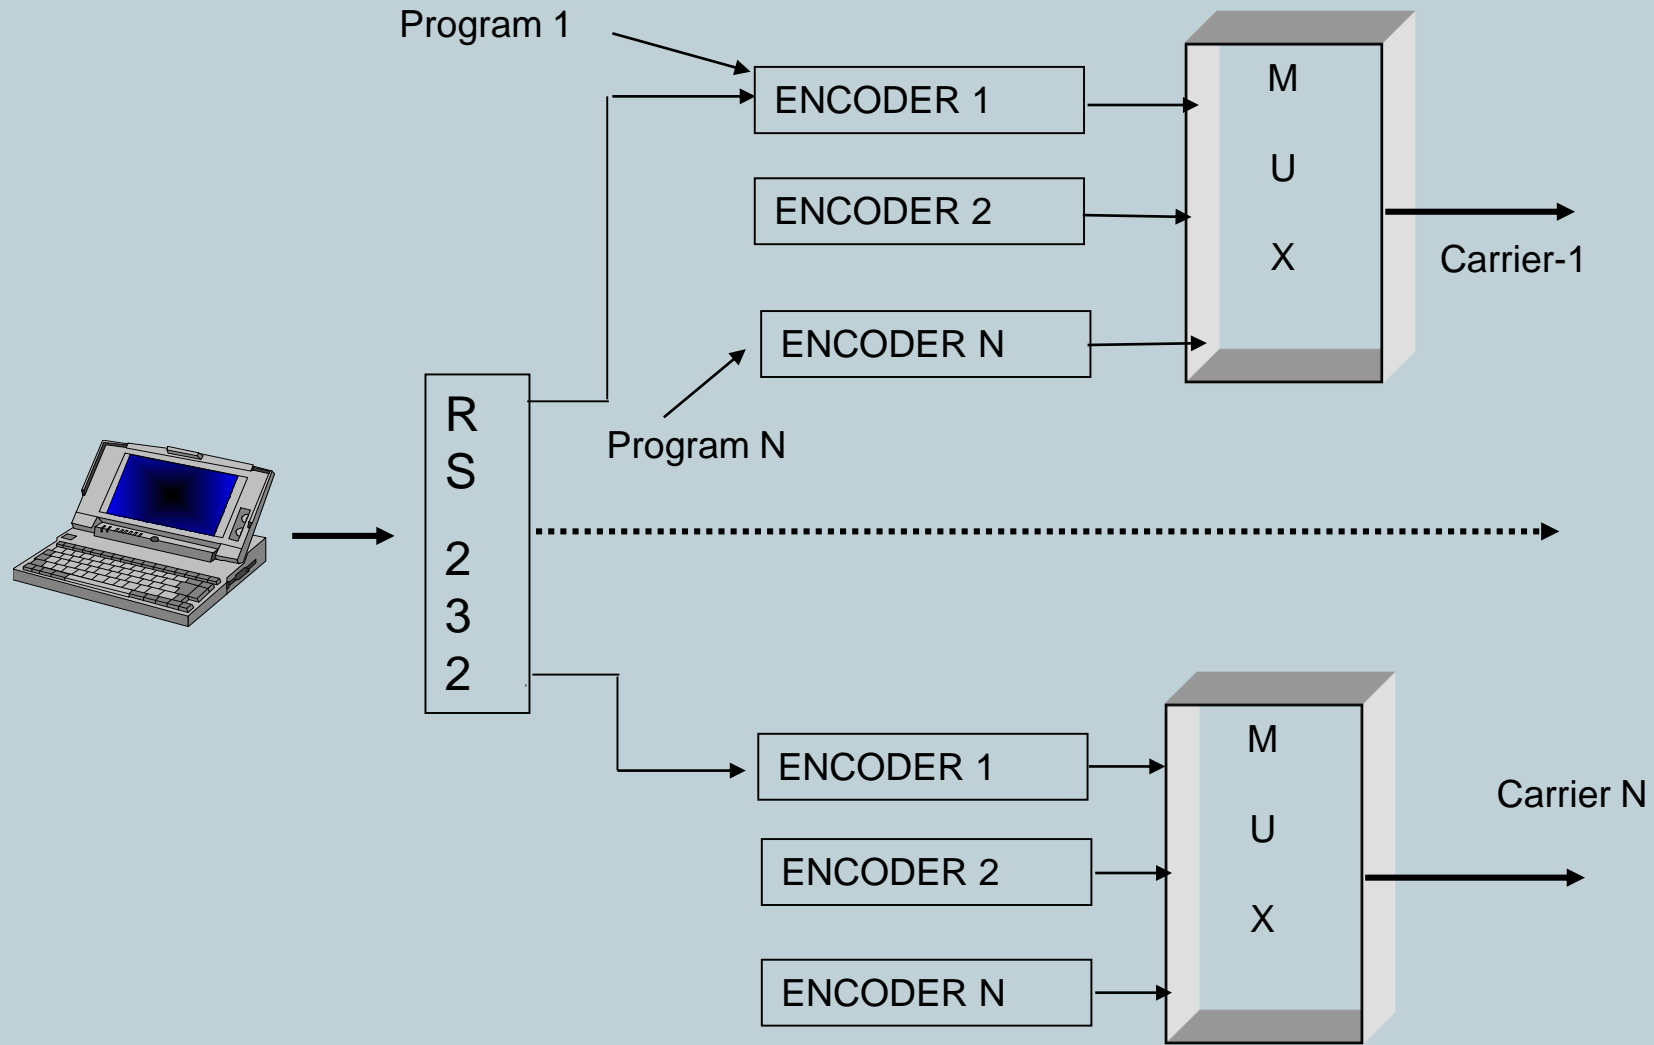 Program 1
ENCODER 1
ENCODER 2
ENCODER N
Program N
M
U
X
Carrier-1
R
S
2
3
2
ENCODER 1
ENCODER 2
ENCODER N
M
U
X
Carrier N